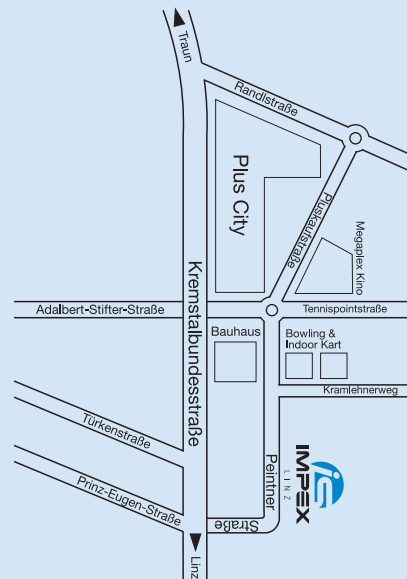 Traun
Randlstraße
Plus City
Pluskaufstraße
Megaplex Kino
Kremstalbundesstraße
Adalbert-Stifter-Straße
Tennispointstraße
Bauhaus
Bowling &
Indoor Kart
Kramlehnerweg
Türkenstraße
Peintner
Straße
IMPEX
LINZ
Prinz-Eugen-Straße
Linz